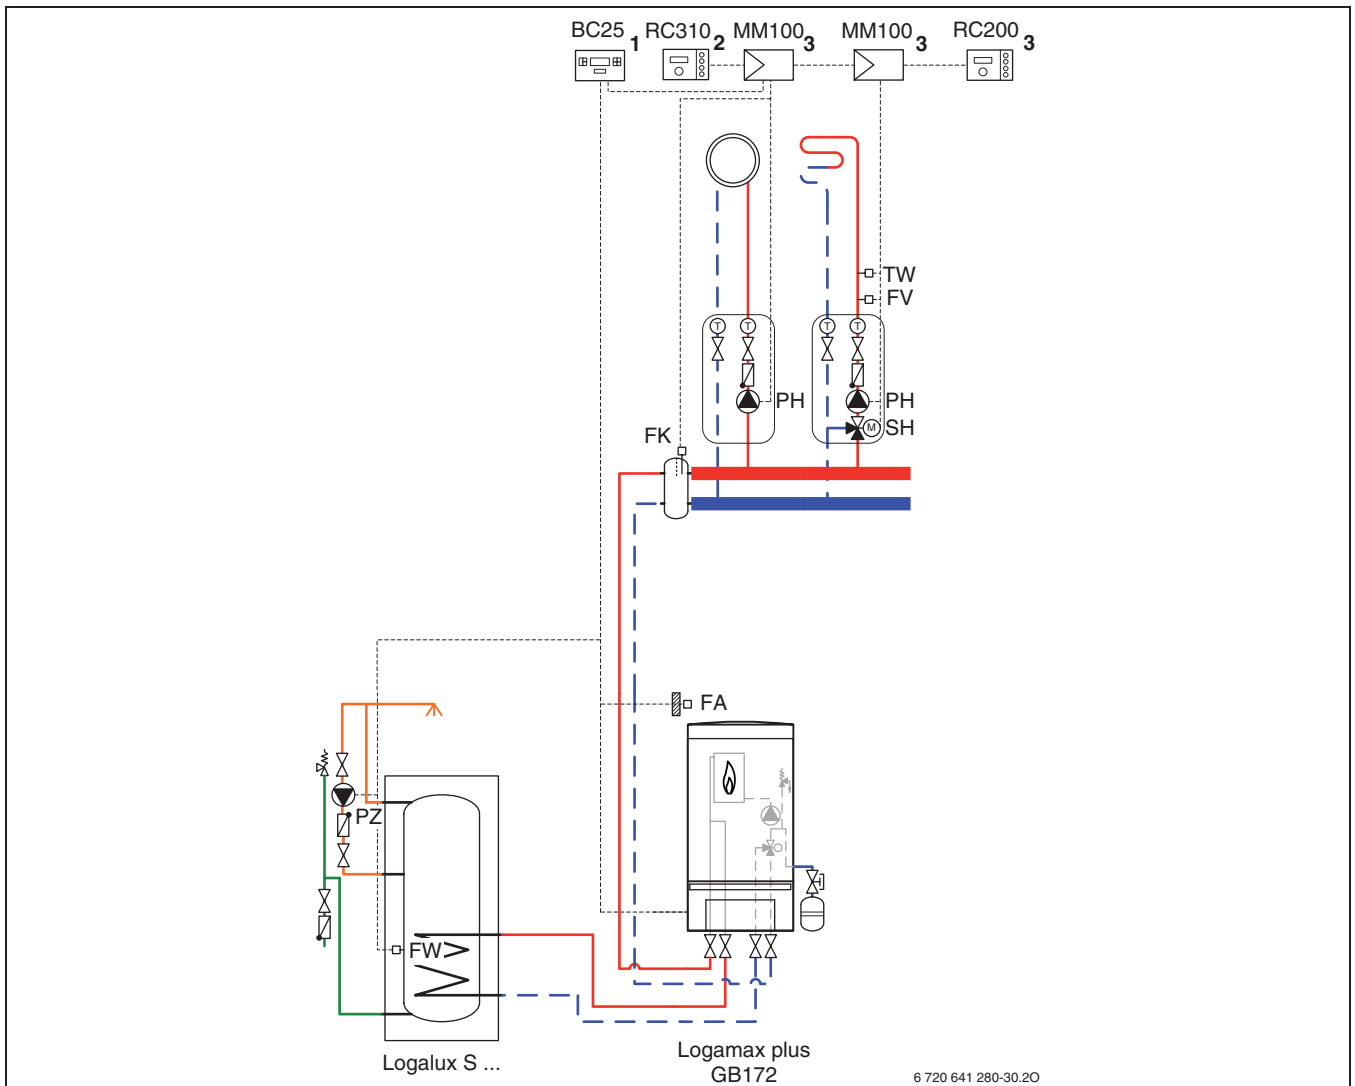 BC25 1 RC310 2 MM100 3 MM100 3 RC200 3
TW
FV
T T T T
PH PH
M SH
FK
FA
PZ
FW
Logalux S ...
Logamax plus
GB172
6 720 641 280-30.2O